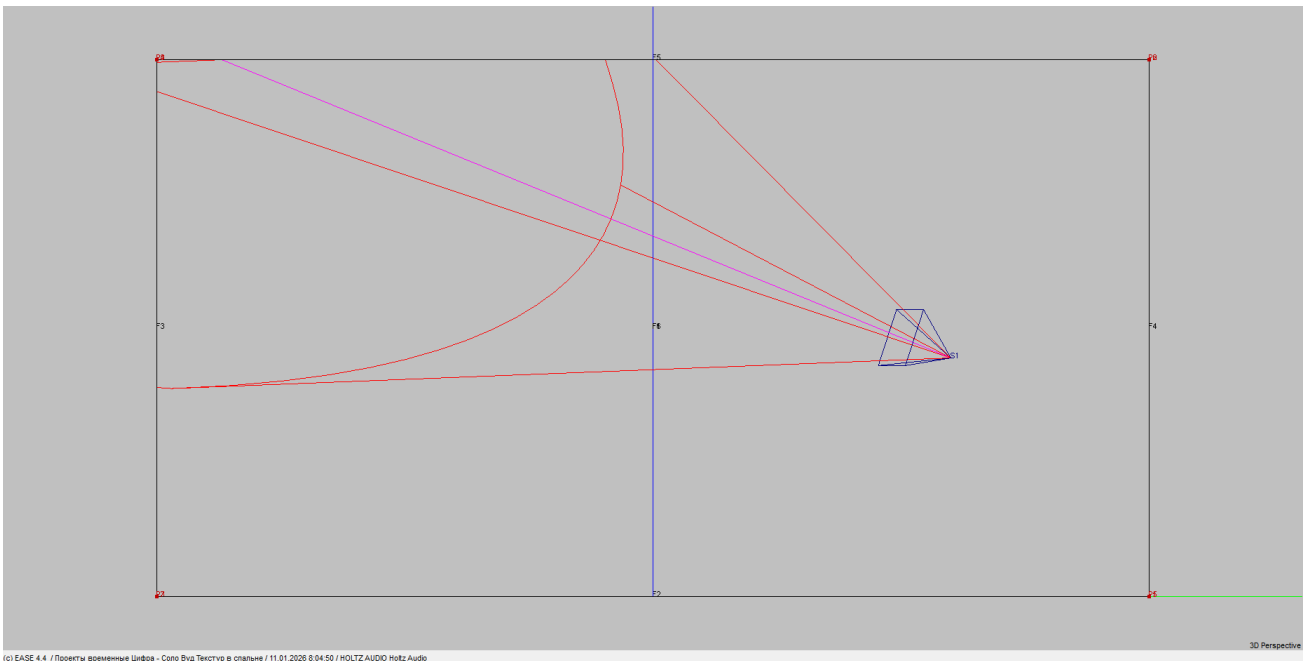 F5
F3
F4
S1
F2
3D Perspective
(c) EASE 4.4 / Проекты временные Цифра - Соло Вуд Текстур в спальне / 11.01.2026 8:04:50 / HOLTZ AUDIO Holtz Audio